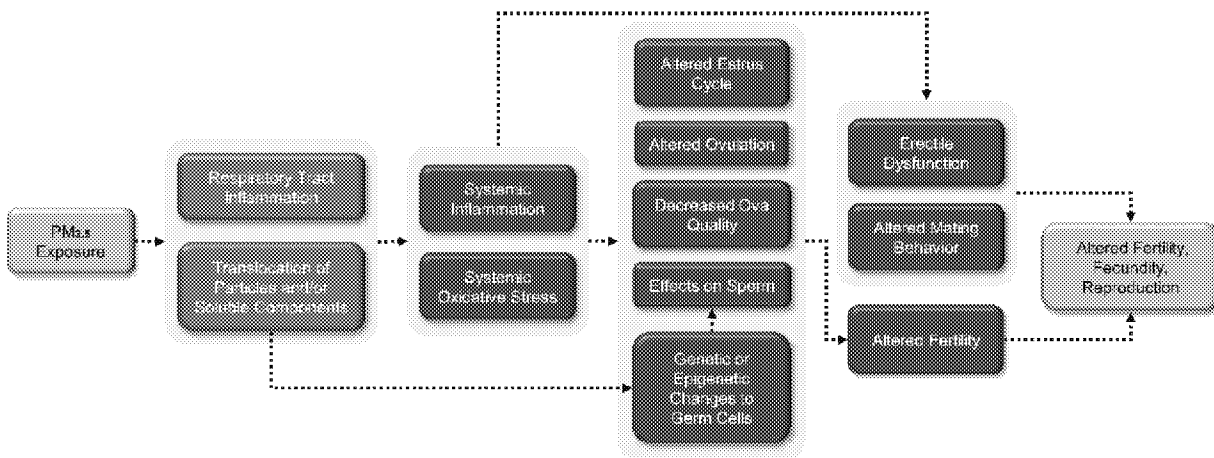 PM2.5
Exposure
Respiratory Tract
Inflammation
Translocation of
Particles and/or
Soluble Components
Systemic
Inflammation
Systemic
Oxidative Stress
Altered Estrus
Cycle
Altered Ovulation
Decreased Ova
Quality
Effects on Sperm
Genetic or
Epigenetic
Changes to
Germ Cells
Erectile
Dysfunction
Altered Mating
Behavior
Altered Fertility
Altered Fertility,
Fecundity,
Reproduction